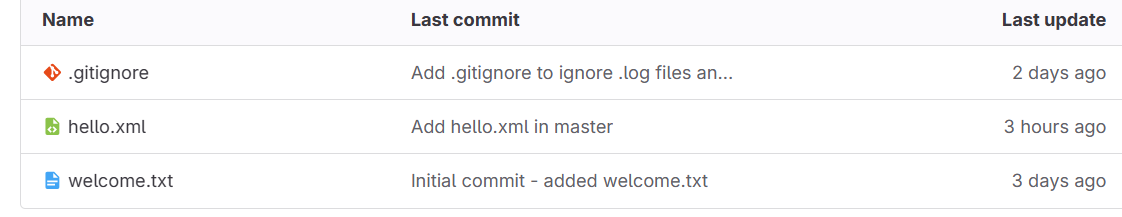 Name Last commit Last update
.gitignore Add .gitignore to ignore .log files an... 2 days ago
hello.xml Add hello.xml in master 3 hours ago
welcome.txt Initial commit - added welcome.txt 3 days ago